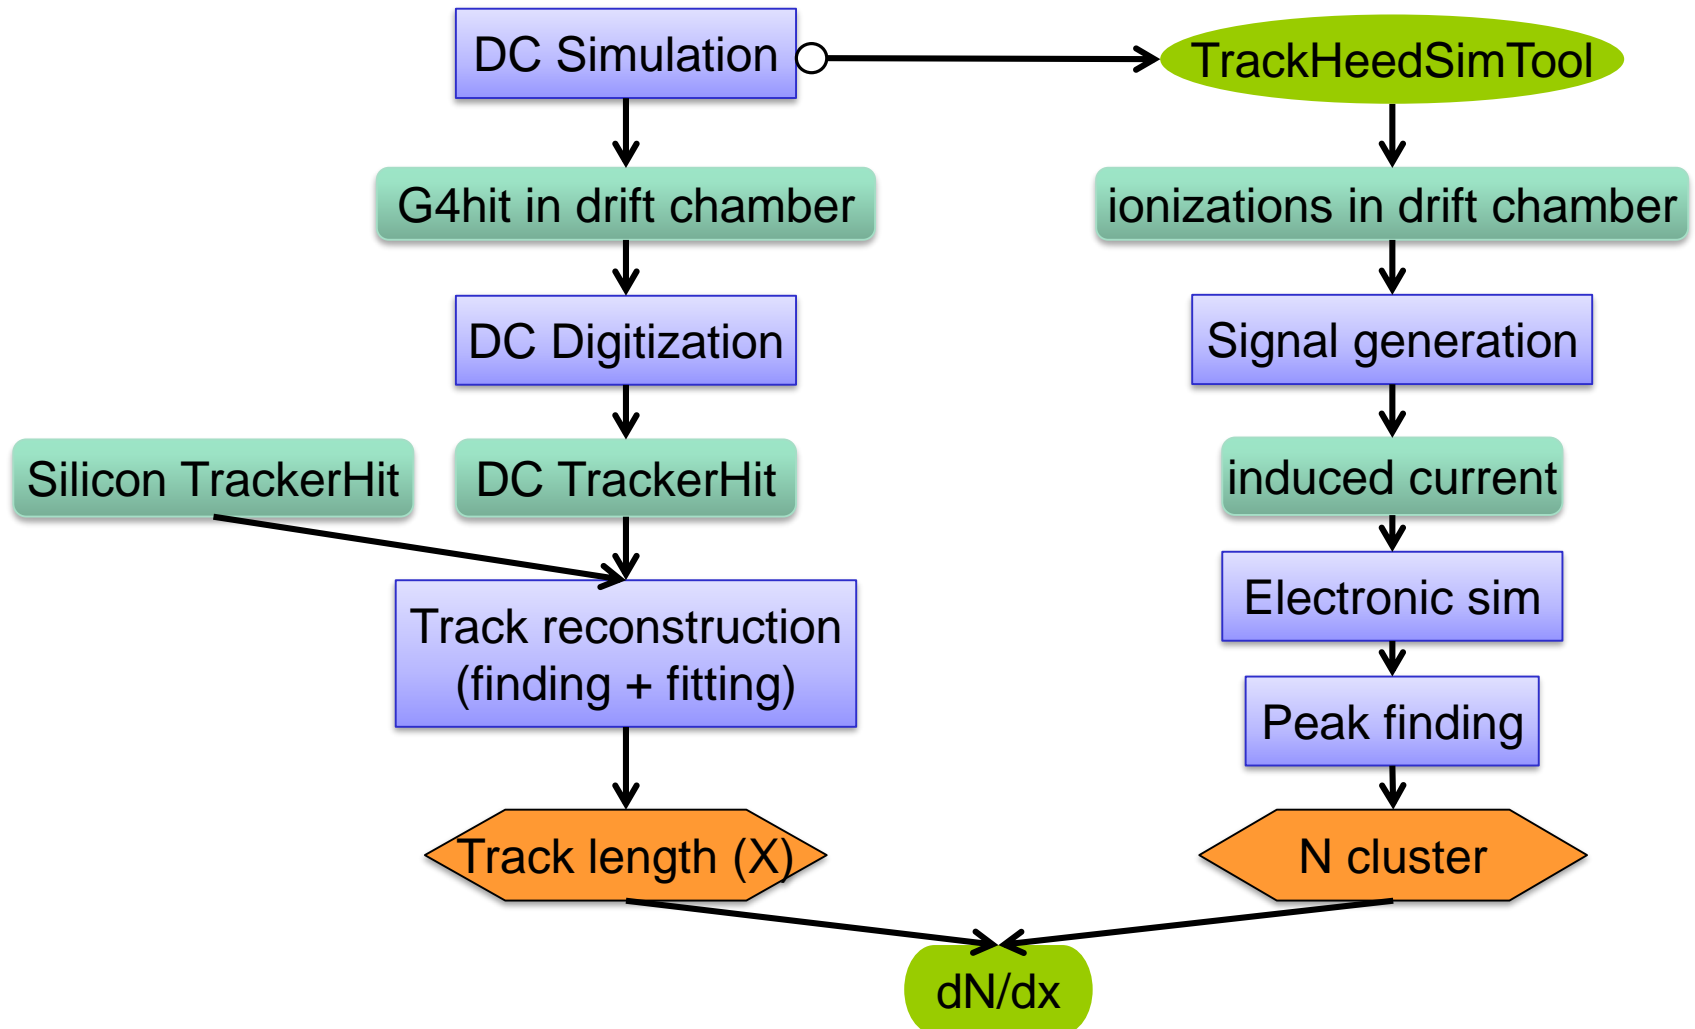 DC Simulation
TrackHeedSimTool
G4hit in drift chamber
ionizations in drift chamber
DC Digitization
Signal generation
Silicon TrackerHit
DC TrackerHit
induced current
Track reconstruction
(finding + fitting)
Electronic sim
Peak finding
Track length (X)
N cluster
dN/dx